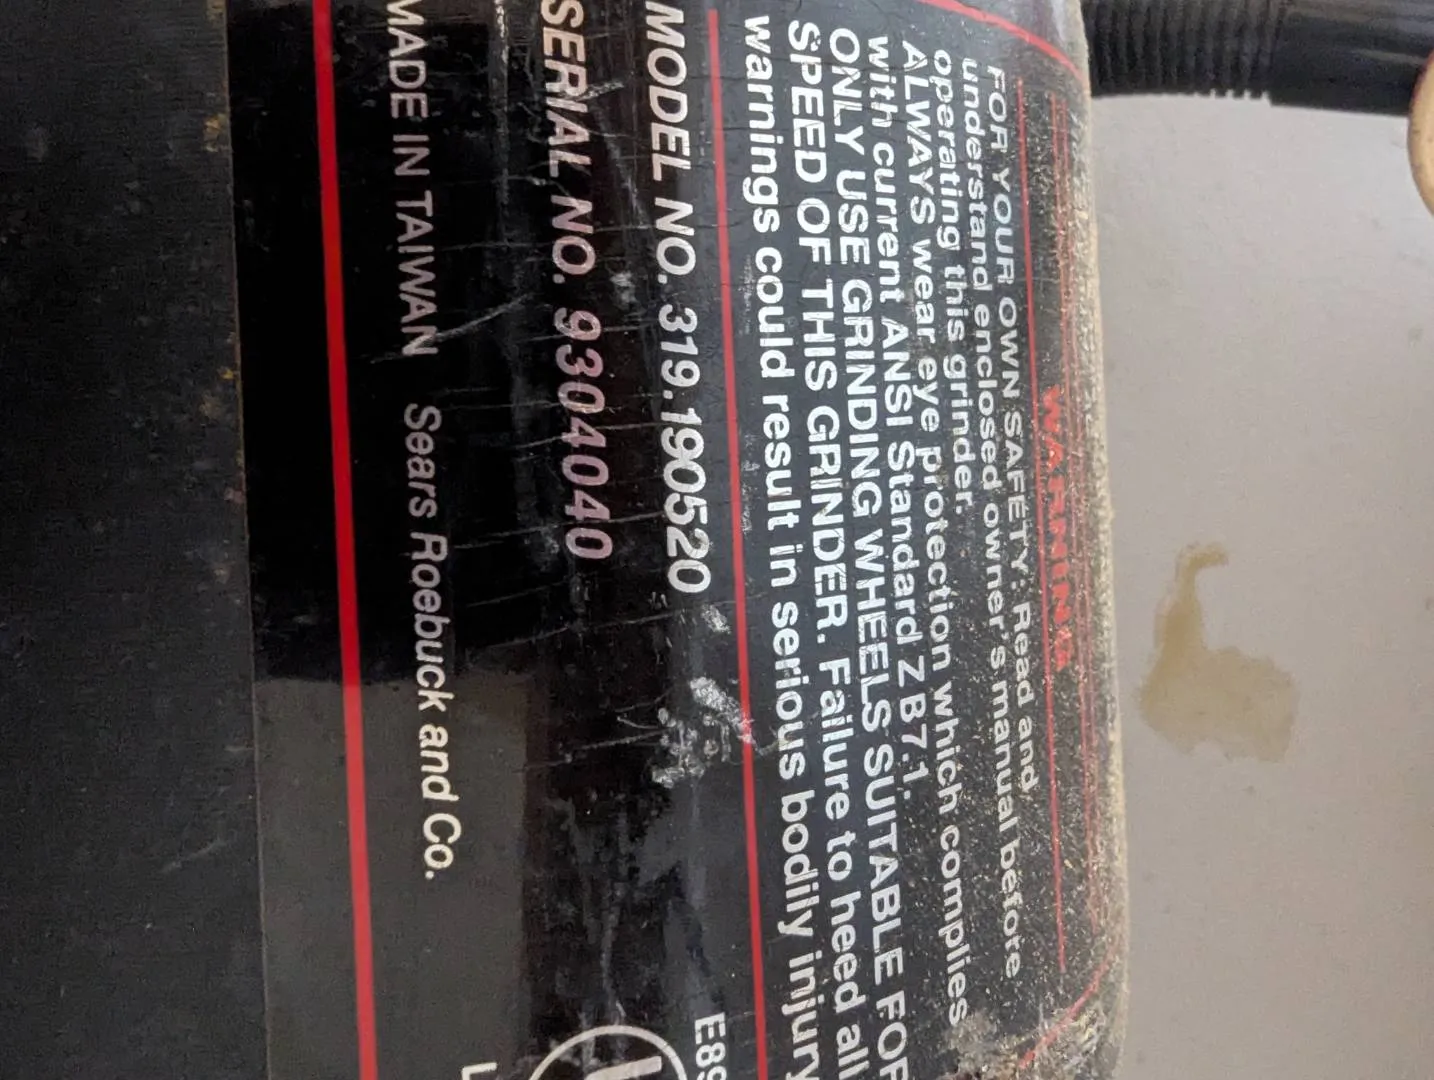 WARNING
FOR YOUR OWN SAFETY: Read and
understand enclosed owner's manual before
operating this grinder.
ALWAYS wear eye protection which complies
with current ANSI Standard Z B7.1.
ONLY USE GRINDING WHEELS SUITABLE FOR
SPEED OF THIS GRINDER. Failure to heed all
warnings could result in serious bodily injury
MODEL NO. 319.190520
E89
SERIAL NO. 9304040
MADE IN TAIWAN Sears Roebuck and Co.